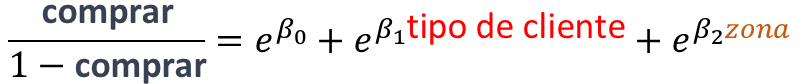 comprar
1 − comprar = e^β0 + e^β1 tipo de cliente + e^β2 zona